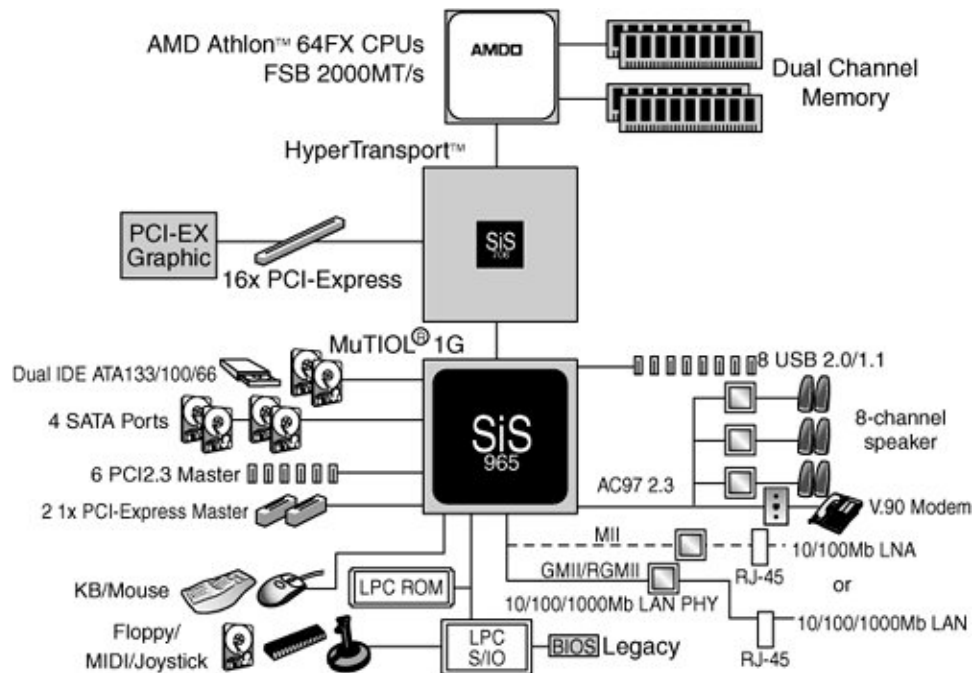 AMD Athlon™ 64FX CPUs
FSB 2000MT/s
AMD
Dual Channel
Memory
HyperTransport™
PCI-EX
Graphic
16x PCI-Express
SiS
706
MuTIOL® 1G
Dual IDE ATA133/100/66
8 USB 2.0/1.1
4 SATA Ports
SiS
965
8-channel
speaker
6 PCI2.3 Master
AC97 2.3
2 1x PCI-Express Master
V.90 Modem
MII
10/100Mb LNA
RJ-45
or
KB/Mouse
LPC ROM
GMII/RGMII
10/100/1000Mb LAN PHY
10/100/1000Mb LAN
RJ-45
Floppy/
MIDI/Joystick
LPC
S/IO
BIOS
Legacy